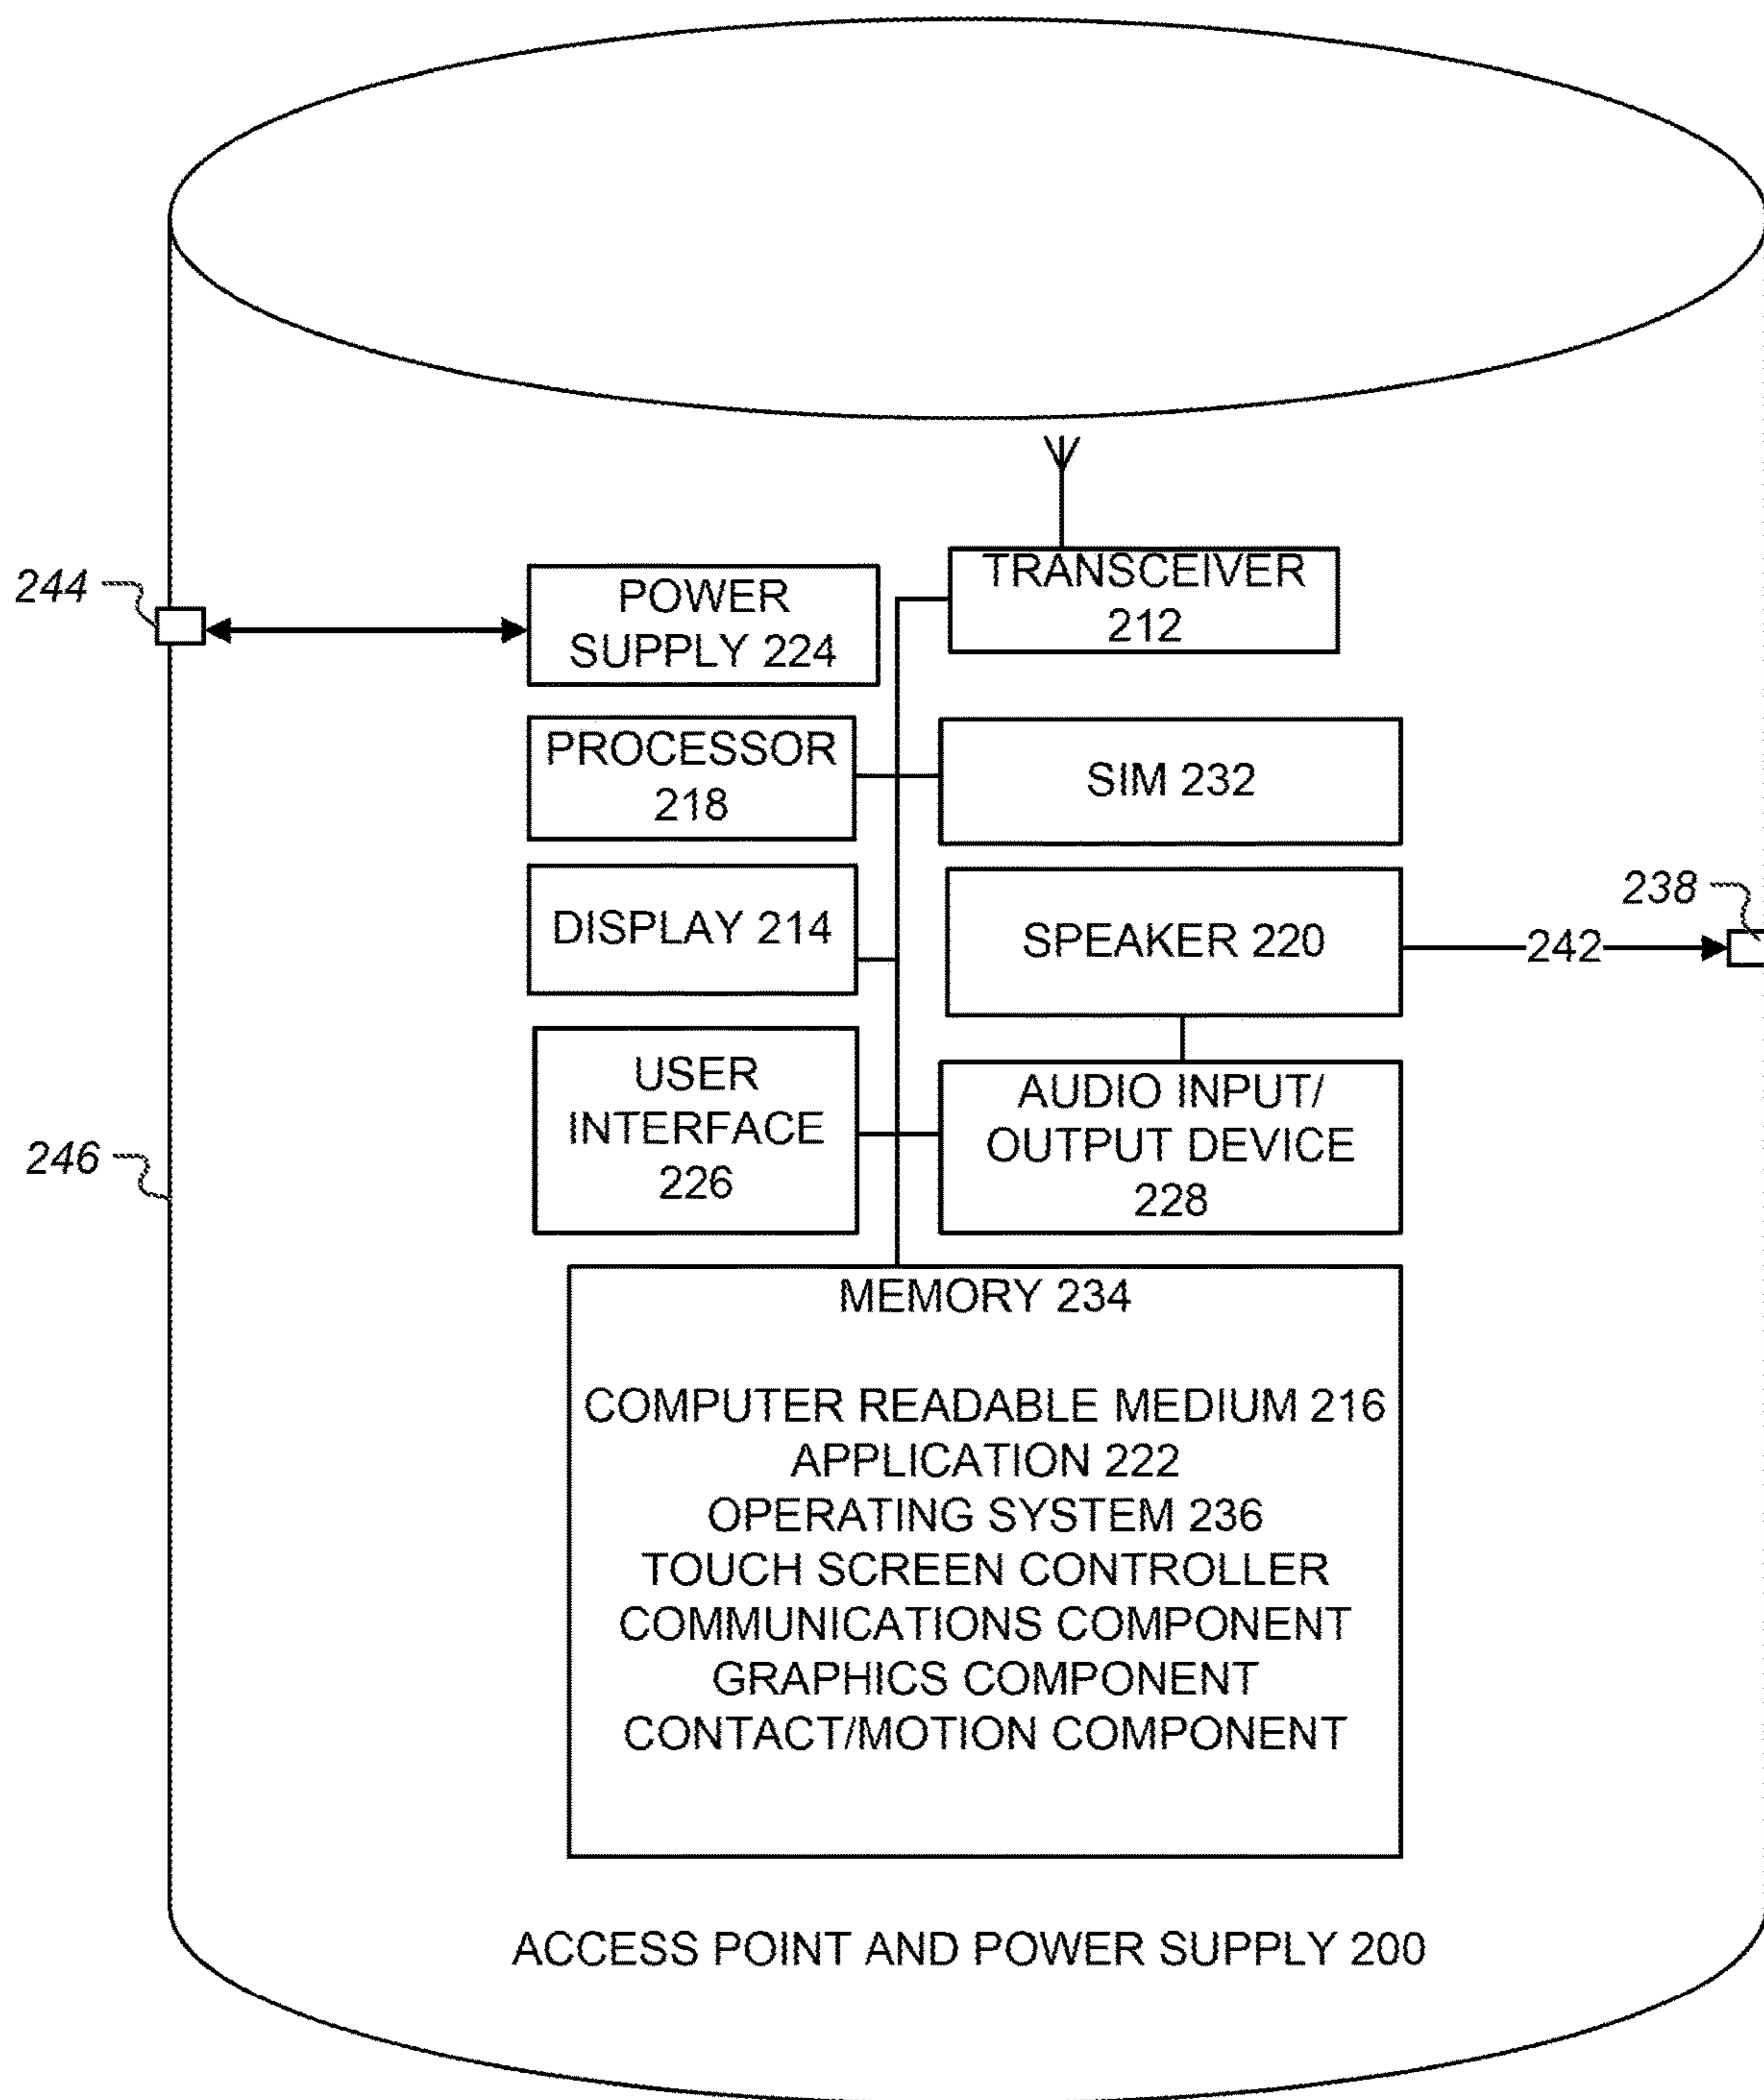 244
POWER
SUPPLY 224
TRANSCEIVER
212
PROCESSOR
218
SIM 232
DISPLAY 214
SPEAKER 220
242
238
USER
INTERFACE
226
AUDIO INPUT/
OUTPUT DEVICE
228
246
MEMORY 234
COMPUTER READABLE MEDIUM 216
APPLICATION 222
OPERATING SYSTEM 236
TOUCH SCREEN CONTROLLER
COMMUNICATIONS COMPONENT
GRAPHICS COMPONENT
CONTACT/MOTION COMPONENT
ACCESS POINT AND POWER SUPPLY 200